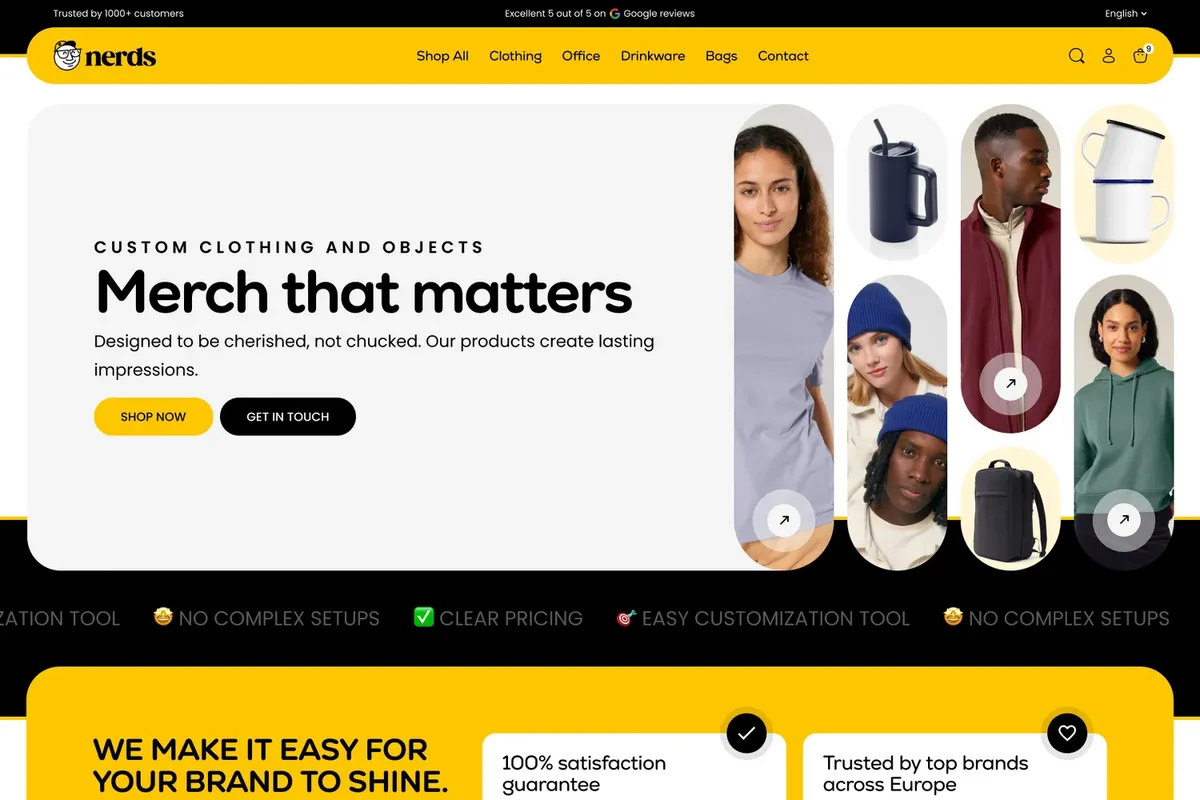 Trusted by 1000+ customers
Excellent 5 out of 5 on Google reviews
English
nerds
Shop All
Clothing
Office
Drinkware
Bags
Contact
9
CUSTOM CLOTHING AND OBJECTS
Merch that matters
Designed to be cherished, not chucked. Our products create lasting
impressions.
SHOP NOW
GET IN TOUCH
ZATION TOOL
🤩 NO COMPLEX SETUPS
✅ CLEAR PRICING
🎯 EASY CUSTOMIZATION TOOL
🤩 NO COMPLEX SETUPS
WE MAKE IT EASY FOR
YOUR BRAND TO SHINE.
100% satisfaction
guarantee
Trusted by top brands
across Europe